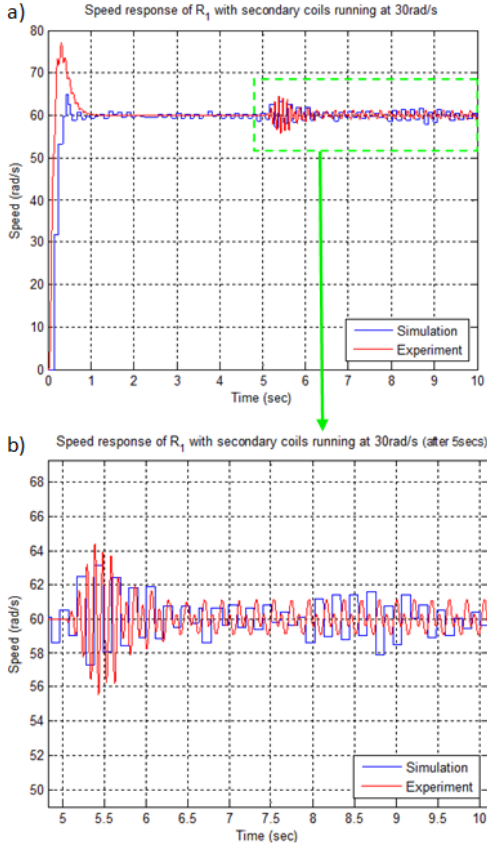 a)
Speed response of R1 with secondary coils running at 30rad/s
80
70
60
50
40
30
20
10
0
Speed (rad/s)
0 1 2 3 4 5 6 7 8 9 10
Time (sec)
Simulation
Experiment
b)
Speed response of R1 with secondary coils running at 30rad/s (after 5secs)
68
66
64
62
60
58
56
54
52
50
Speed (rad/s)
5 5.5 6 6.5 7 7.5 8 8.5 9 9.5 10
Time (sec)
Simulation
Experiment